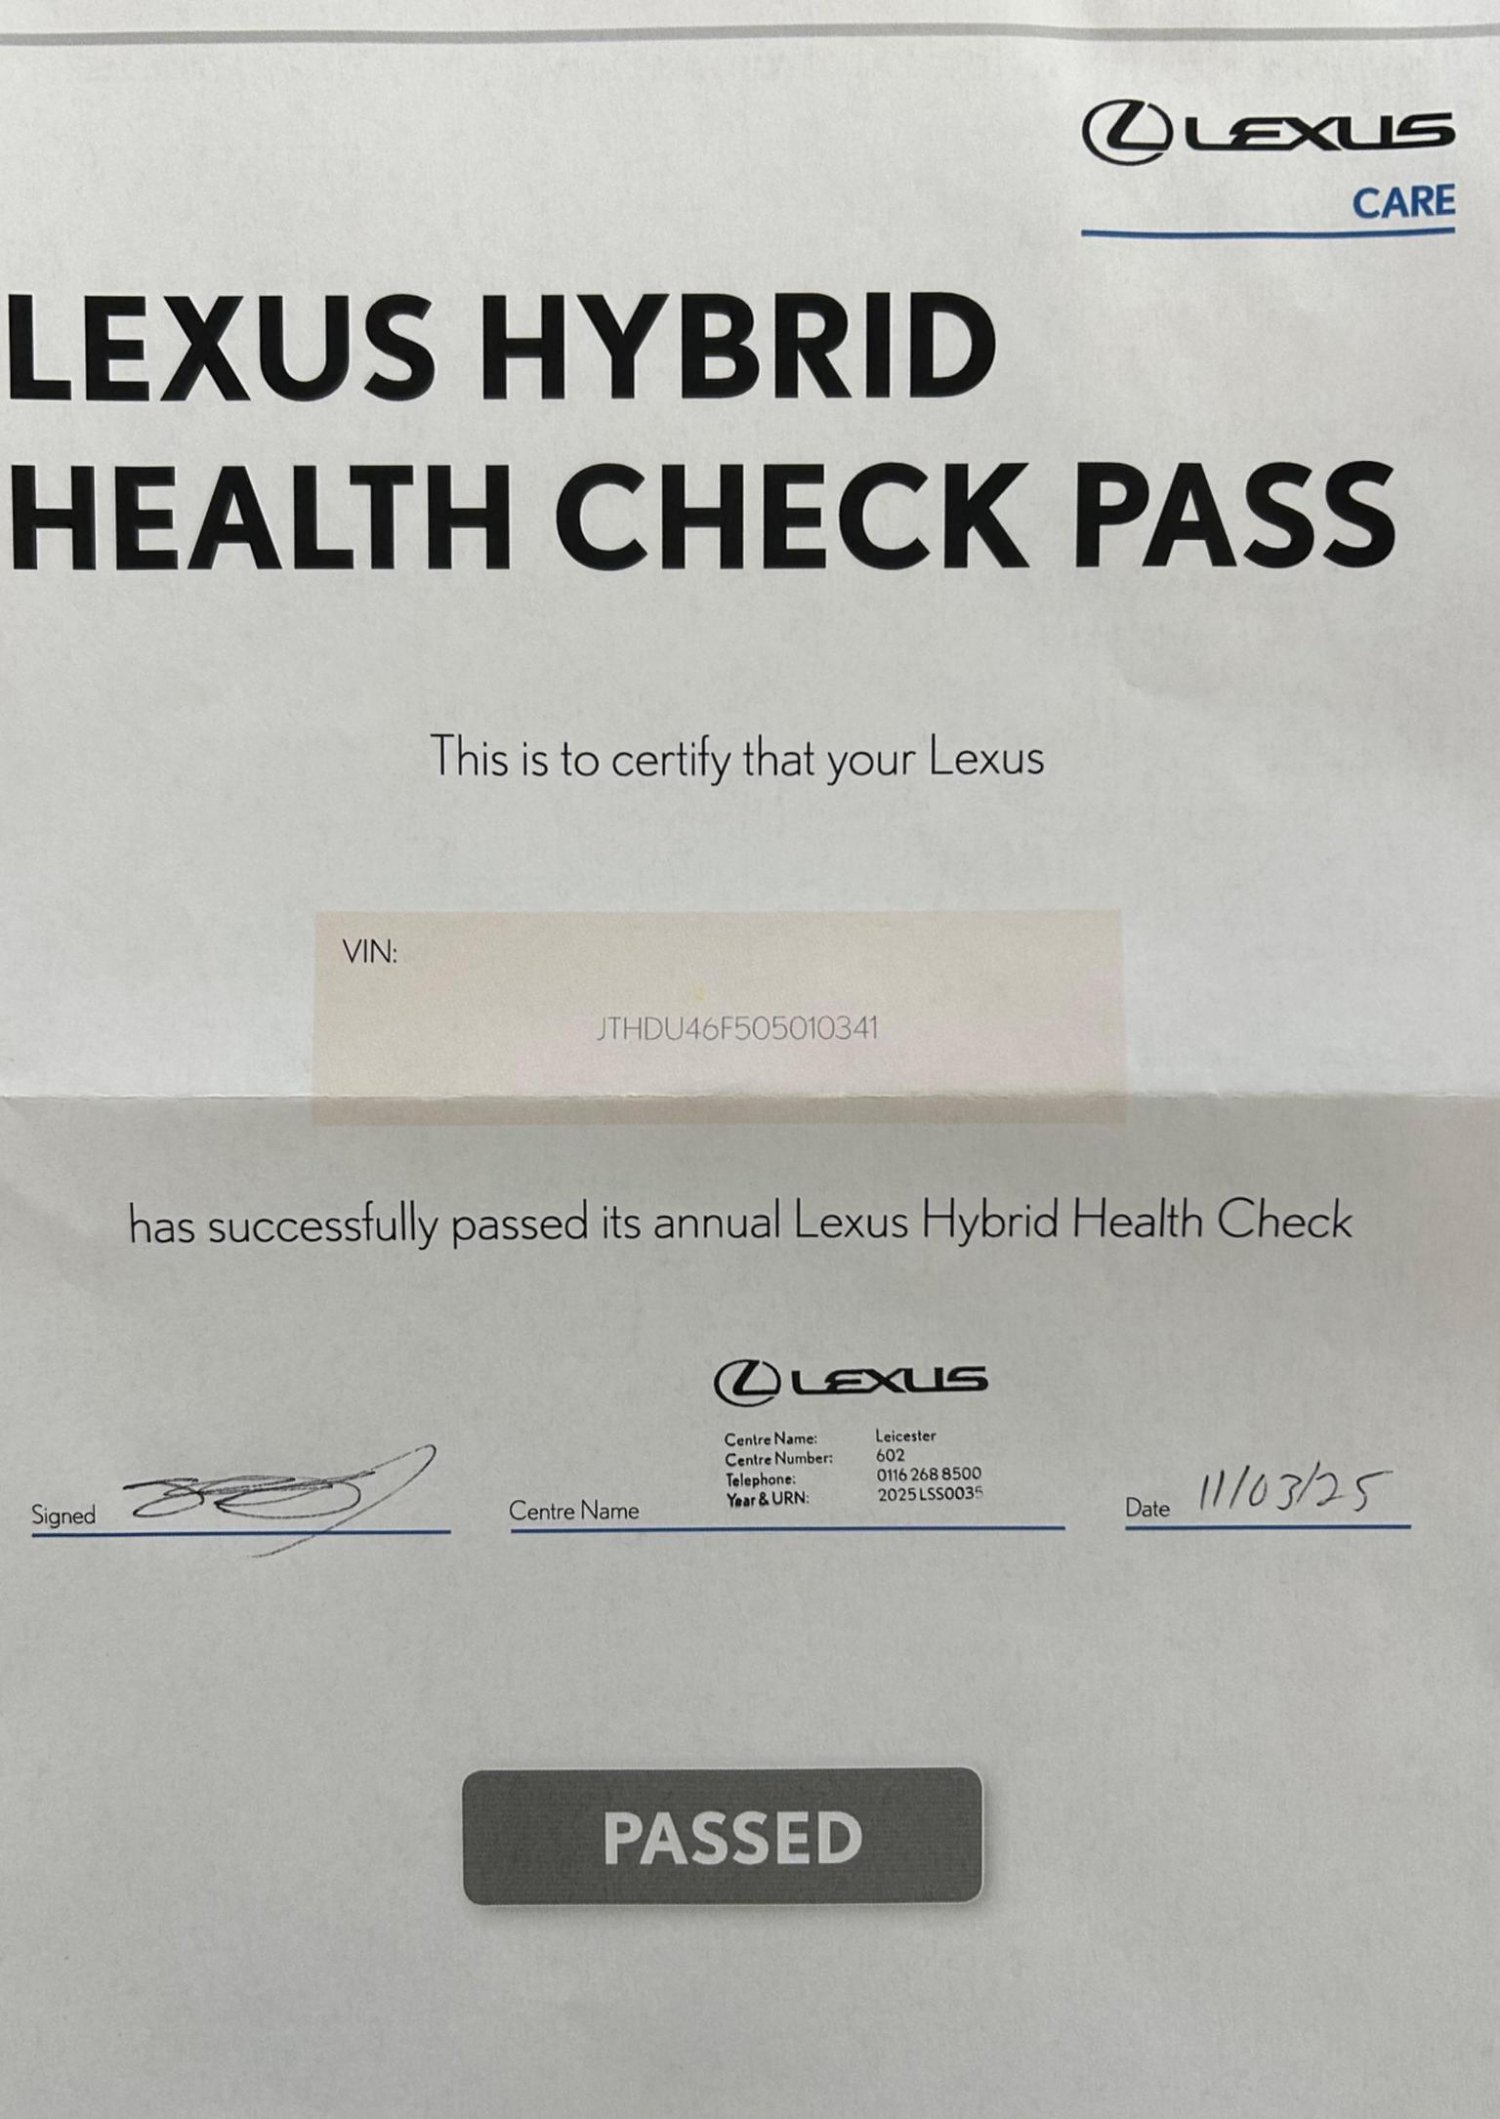 LEXUS
CARE
LEXUS HYBRID
HEALTH CHECK PASS
This is to certify that your Lexus
VIN:
JTHDU46F505010341
has successfully passed its annual Lexus Hybrid Health Check
LEXUS
Centre Name: Leicester
Centre Number: 602
Telephone: 0116 268 8500
Year & URN: 2025 LSS0035
Signed
Centre Name
Date 11/03/25
PASSED